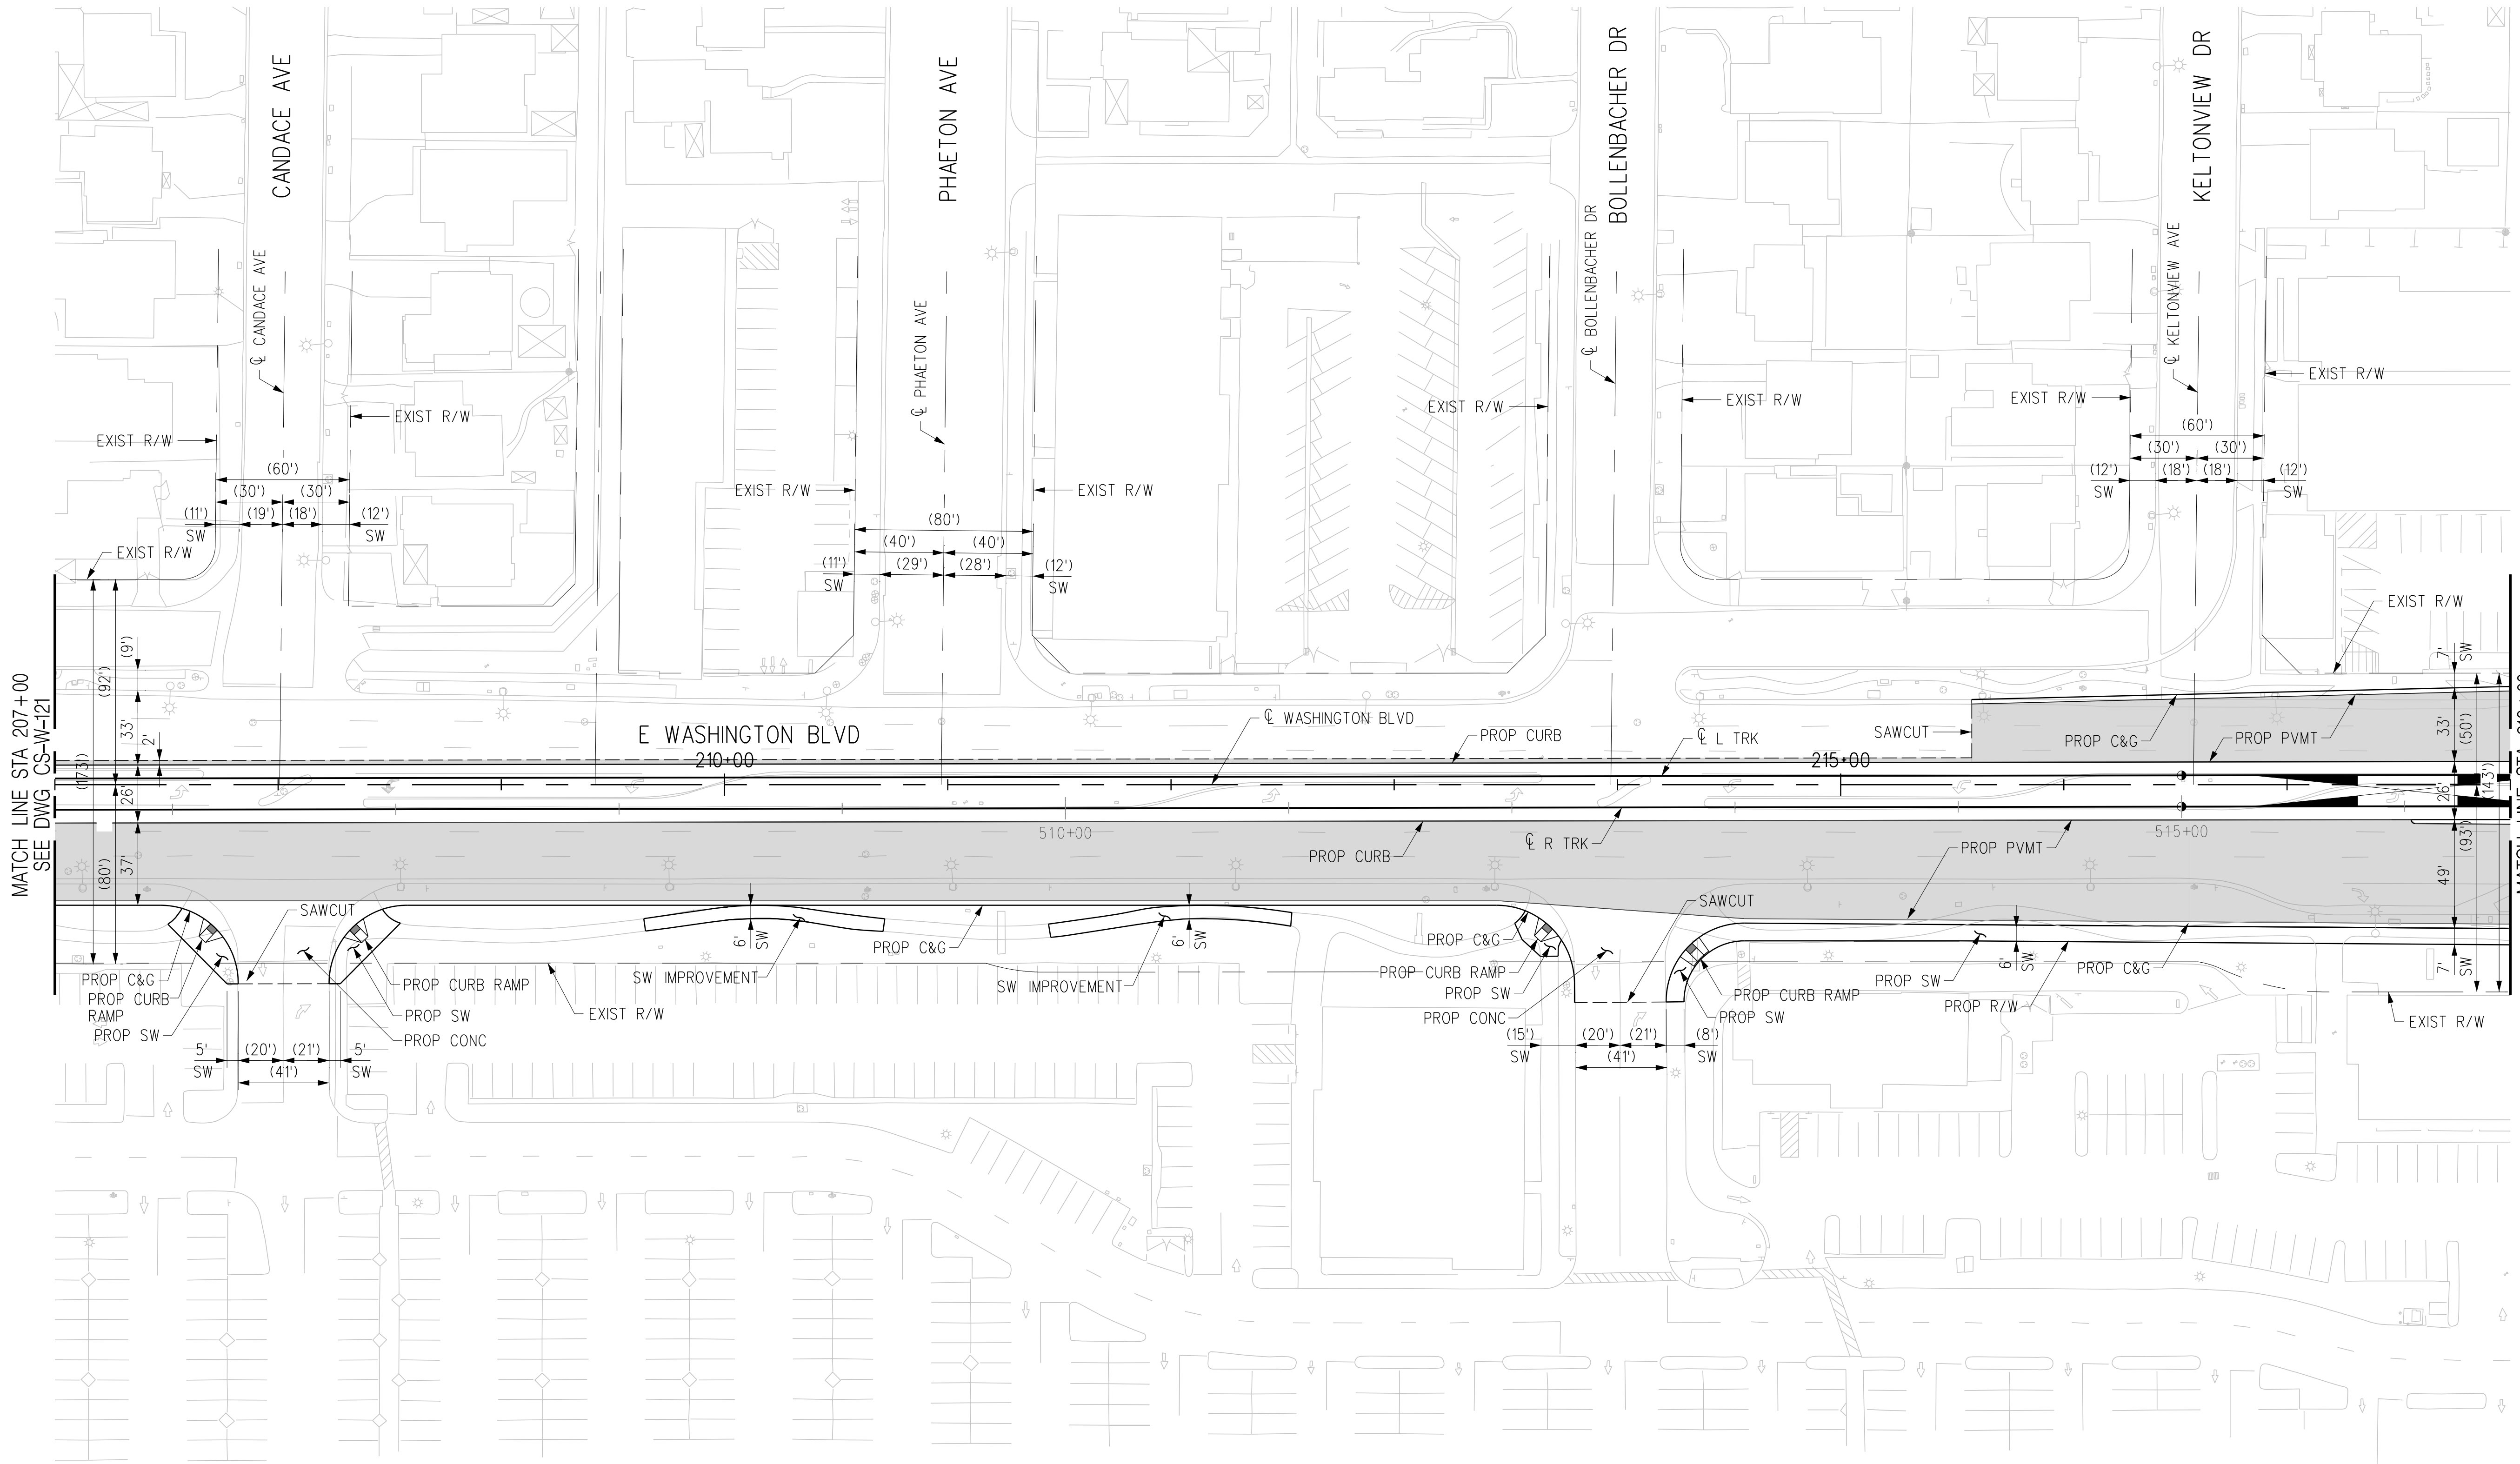 CANDACE AVE
PHAETON AVE
BOLLENBACHER DR
KELTONVIEW DR
℄ CANDACE AVE
℄ PHAETON AVE
℄ BOLLENBACHER DR
℄ KELTONVIEW AVE
EXIST R/W
EXIST R/W
EXIST R/W
EXIST R/W
EXIST R/W
EXIST R/W
EXIST R/W
EXIST R/W
EXIST R/W
EXIST R/W
(60')
(30') (30')
(11') SW
(19') (18')
(12') SW
(80')
(40') (40')
(11') SW
(29') (28')
(12') SW
(60')
(30') (30')
(12') SW
(18') (18')
(12') SW
MATCH LINE STA 207+00
SEE DWG CS-W-121
(173')
(92')
(80')
(9')
33'
2'
26'
37'
E WASHINGTON BLVD
210+00
℄ WASHINGTON BLVD
PROP CURB
℄ L TRK
215+00
SAWCUT
PROP C&G
PROP PVMT
7' SW
33'
(50')
26'
(143')
(93')
49'
7' SW
510+00
PROP CURB
℄ R TRK
PROP PVMT
515+00
SAWCUT
PROP C&G
PROP CURB
RAMP
PROP SW
PROP CURB RAMP
PROP SW
PROP CONC
EXIST R/W
SW IMPROVEMENT
6' SW
PROP C&G
SW IMPROVEMENT
6' SW
PROP C&G
PROP CURB RAMP
PROP SW
PROP CONC
SAWCUT
PROP CURB RAMP
PROP SW
PROP SW
6' SW
PROP R/W
PROP C&G
EXIST R/W
5' SW
(20') (21')
5' SW
(41')
(15') SW
(20') (21')
(8') SW
(41')